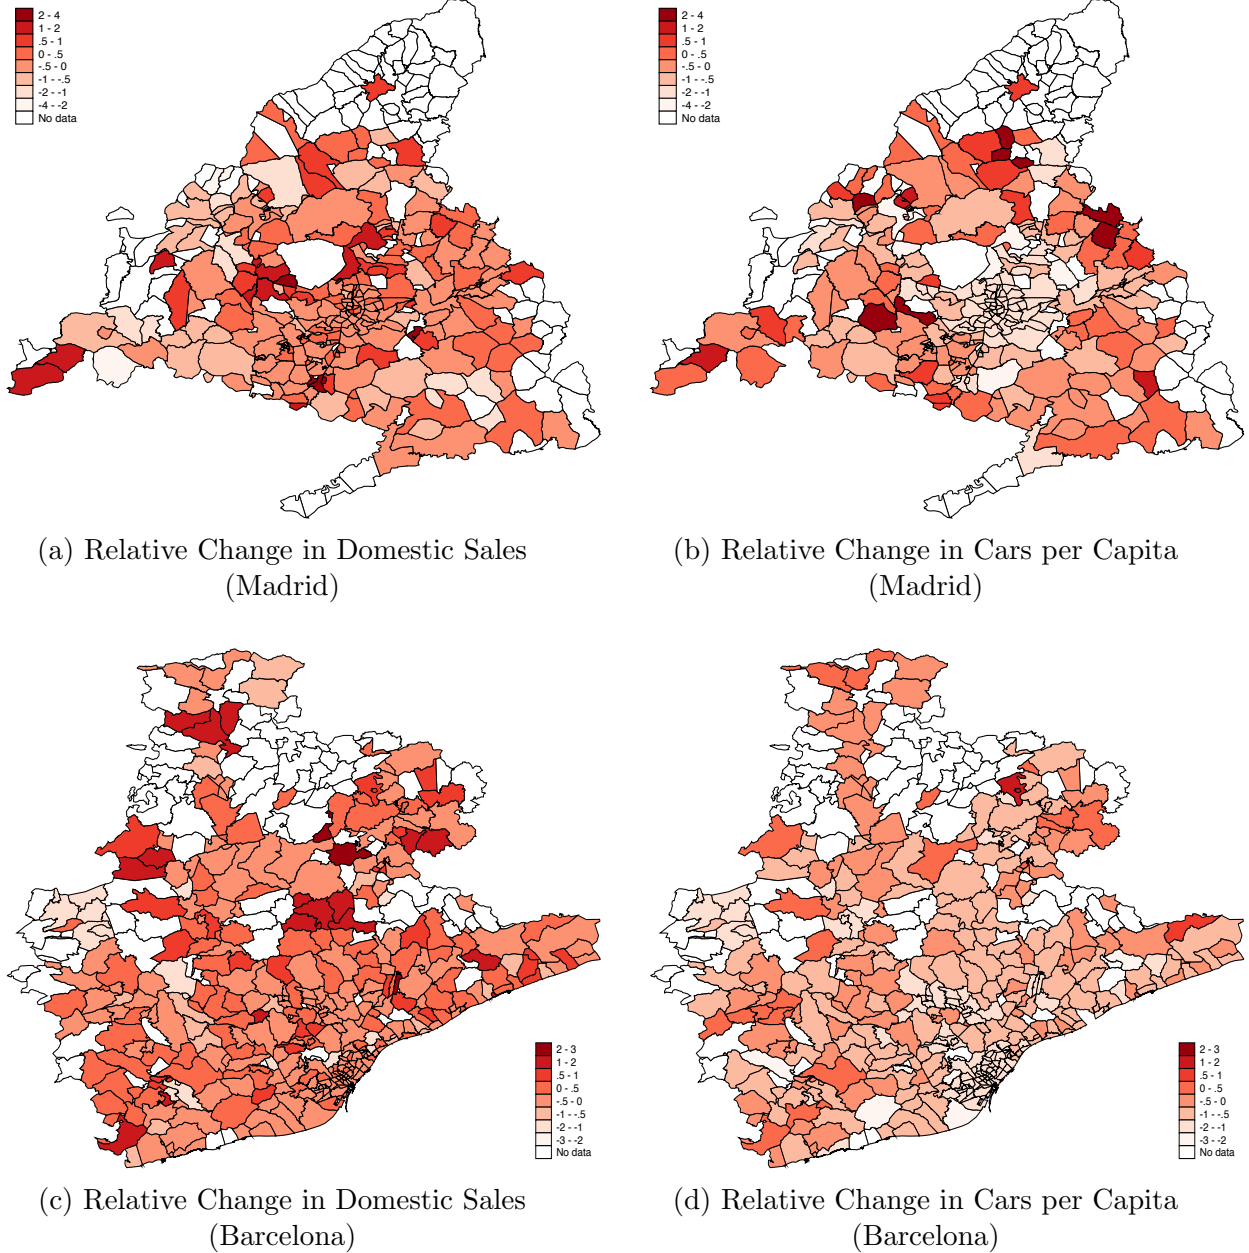 2 - 4
1 - 2
.5 - 1
0 - .5
-.5 - 0
-1 - -.5
-2 - -1
-4 - -2
No data
2 - 4
1 - 2
.5 - 1
0 - .5
-.5 - 0
-1 - -.5
-2 - -1
-4 - -2
No data
(a) Relative Change in Domestic Sales
(Madrid)
(b) Relative Change in Cars per Capita
(Madrid)
2 - 3
1 - 2
.5 - 1
0 - .5
-.5 - 0
-1 - -.5
-2 - -1
-3 - -2
No data
2 - 3
1 - 2
.5 - 1
0 - .5
-.5 - 0
-1 - -.5
-2 - -1
-3 - -2
No data
(c) Relative Change in Domestic Sales
(Barcelona)
(d) Relative Change in Cars per Capita
(Barcelona)